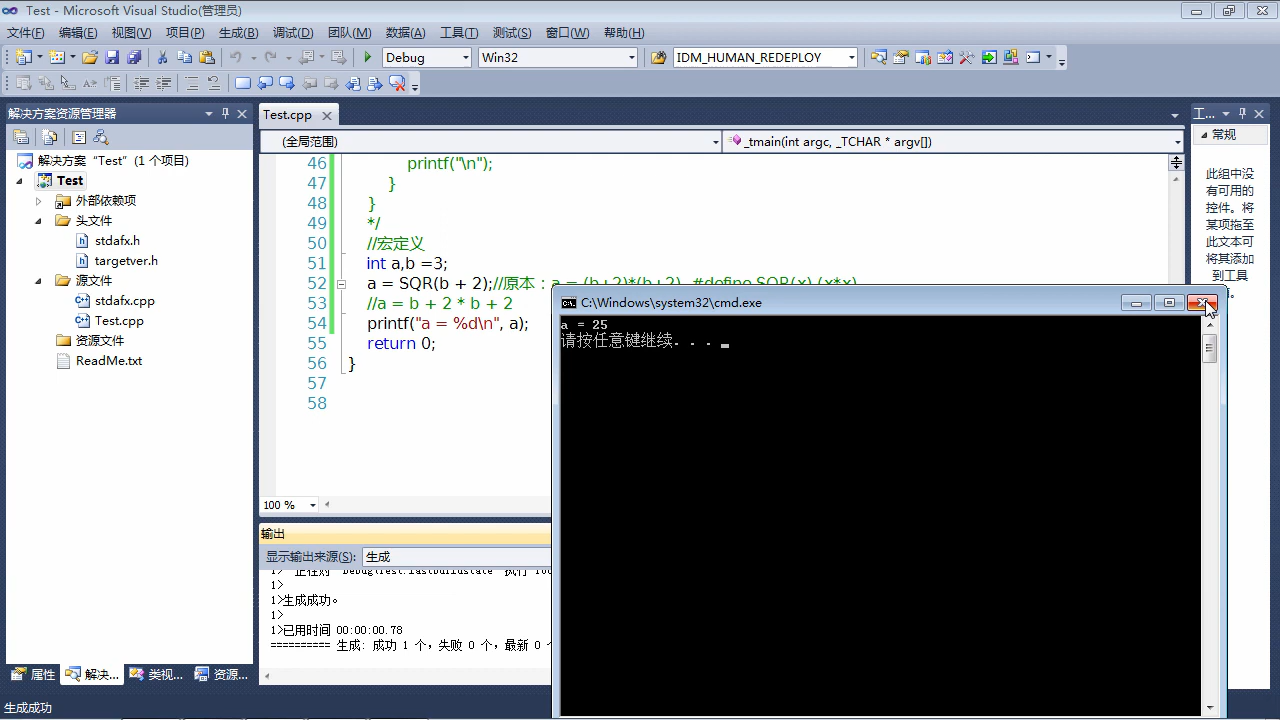 Test - Microsoft Visual Studio(管理员)
文件(F) 编辑(E) 视图(V) 项目(P) 生成(B) 调试(D) 团队(M) 数据(A) 工具(T) 测试(S) 窗口(W) 帮助(H)
Debug Win32 IDM_HUMAN_REDEPLOY
解决方案资源管理器
解决方案 "Test" (1 个项目)
Test
外部依赖项
头文件
stdafx.h
targetver.h
源文件
stdafx.cpp
Test.cpp
资源文件
ReadMe.txt
属性 解决... 类视... 资源...
Test.cpp
(全局范围) _tmain(int argc, _TCHAR * argv[])
46 printf("\n");
47 }
48 }
49 */
50 //宏定义
51 int a,b =3;
52 a = SQR(b + 2);//原本：a = (b+2)*(b+2) #define SQR(x) (x*x)
53 //a = b + 2 * b + 2
54 printf("a = %d\n", a);
55 return 0;
56 }
57
58
100 %
输出
显示输出来源(S): 生成
1>
1>生成成功。
1>
1>已用时间 00:00:00.78
========== 生成: 成功 1 个，失败 0 个，最新 0
C:\Windows\system32\cmd.exe
a = 25
请按任意键继续. . .
工...
常规
此组中没
有可用的
控件。将
某项拖至
此文本可
将其添加
到工具
。
生成成功